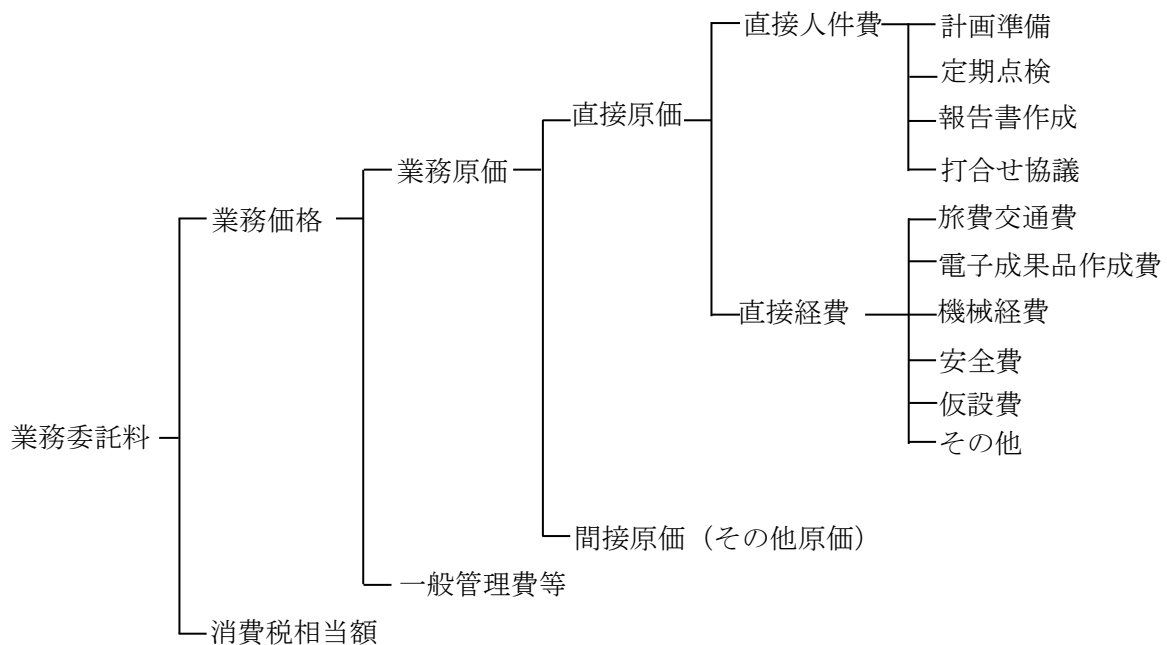 直接人件費
計画準備
定期点検
報告書作成
打合せ協議
直接原価
業務原価
業務価格
旅費交通費
電子成果品作成費
直接経費
機械経費
安全費
仮設費
その他
業務委託料
間接原価（その他原価）
一般管理費等
消費税相当額